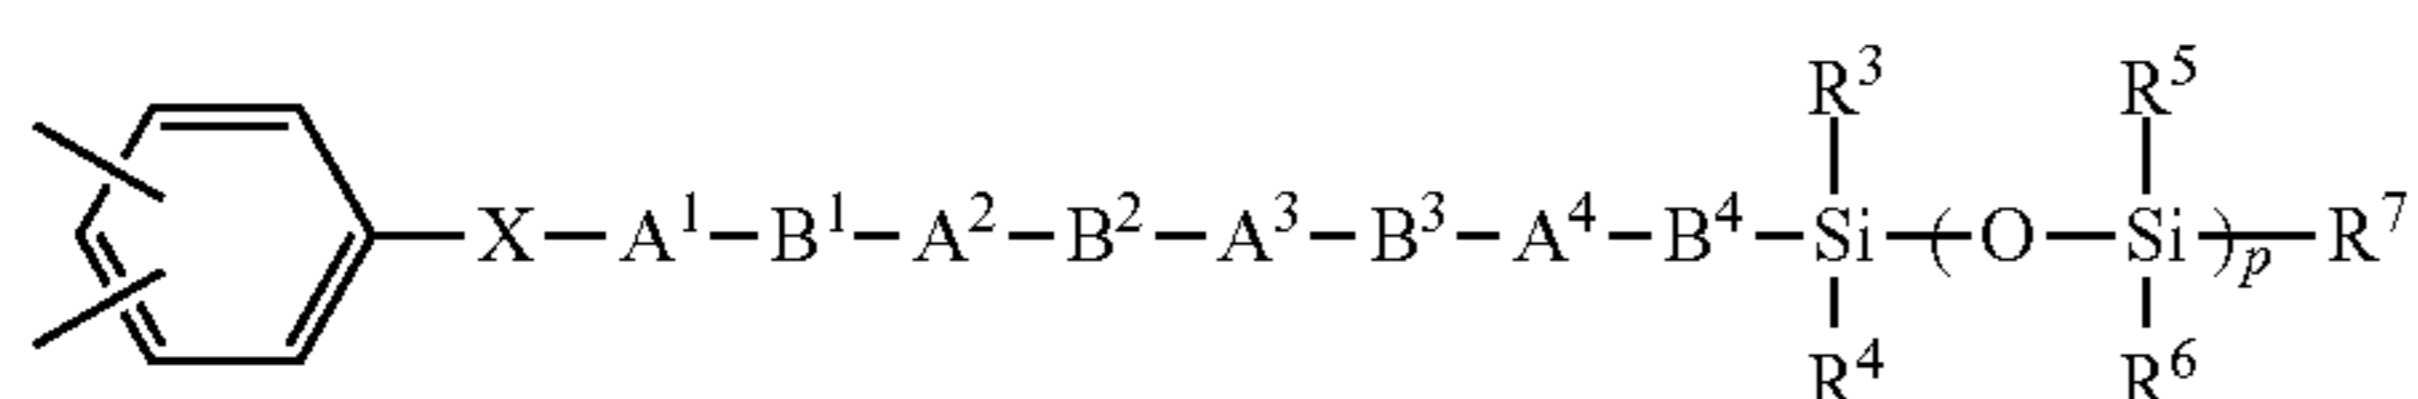 R³ R⁵
X—A¹—B¹—A²—B²—A³—B³—A⁴—B⁴—Si—(O—Si)ₚ—R⁷
R⁴ R⁶